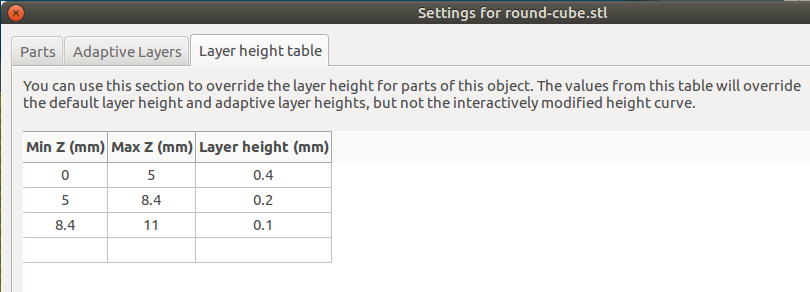 Settings for round-cube.stl
Parts Adaptive Layers Layer height table
You can use this section to override the layer height for parts of this object. The values from this table will override
the default layer height and adaptive layer heights, but not the interactively modified height curve.
Min Z (mm) Max Z (mm) Layer height (mm)
0 5 0.4
5 8.4 0.2
8.4 11 0.1